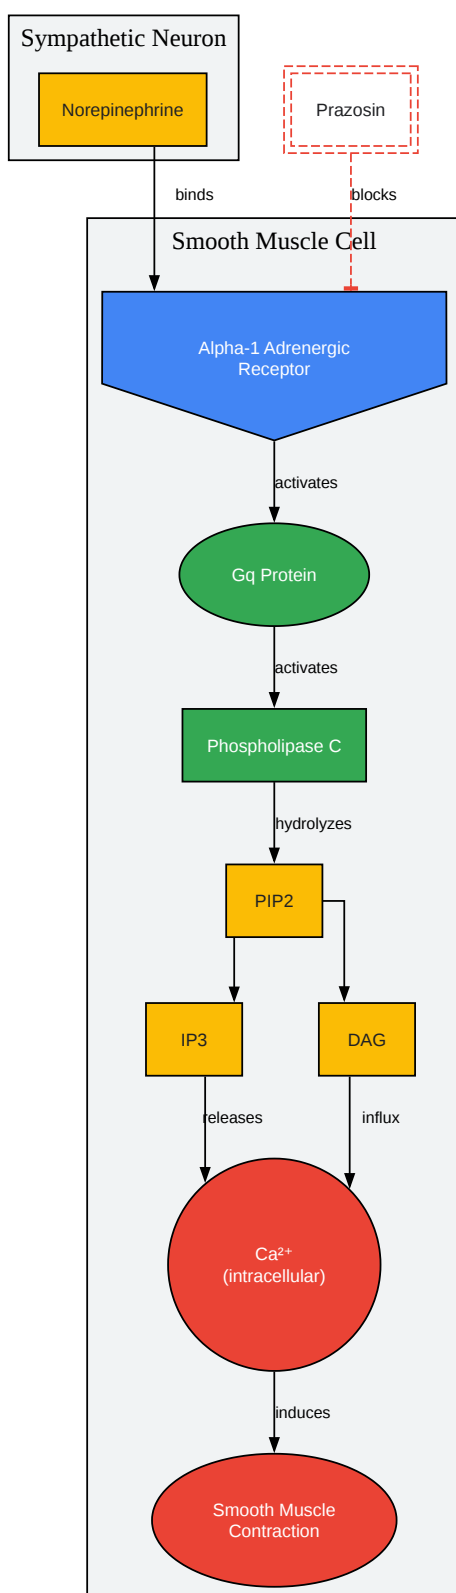 Sympathetic Neuron
Norepinephrine
Prazosin
binds
blocks
Smooth Muscle Cell
Alpha-1 Adrenergic
Receptor
activates
Gq Protein
activates
Phospholipase C
hydrolyzes
PIP2
IP3
DAG
releases
influx
Ca²⁺
(intracellular)
induces
Smooth Muscle
Contraction